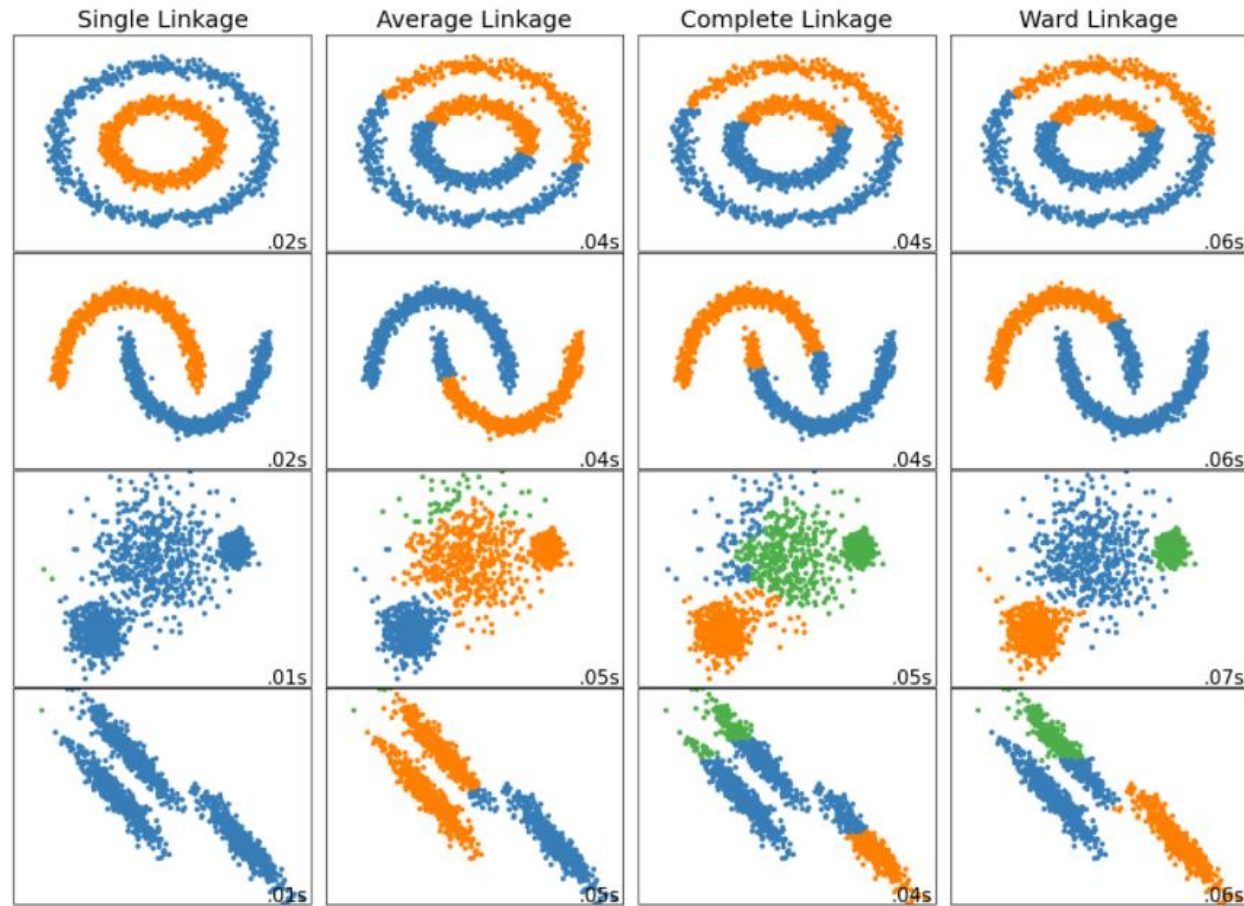 Single Linkage Average Linkage Complete Linkage Ward Linkage
.02s .04s .04s .06s
.02s .04s .04s .06s
.01s .05s .05s .07s
.01s .05s .04s .06s